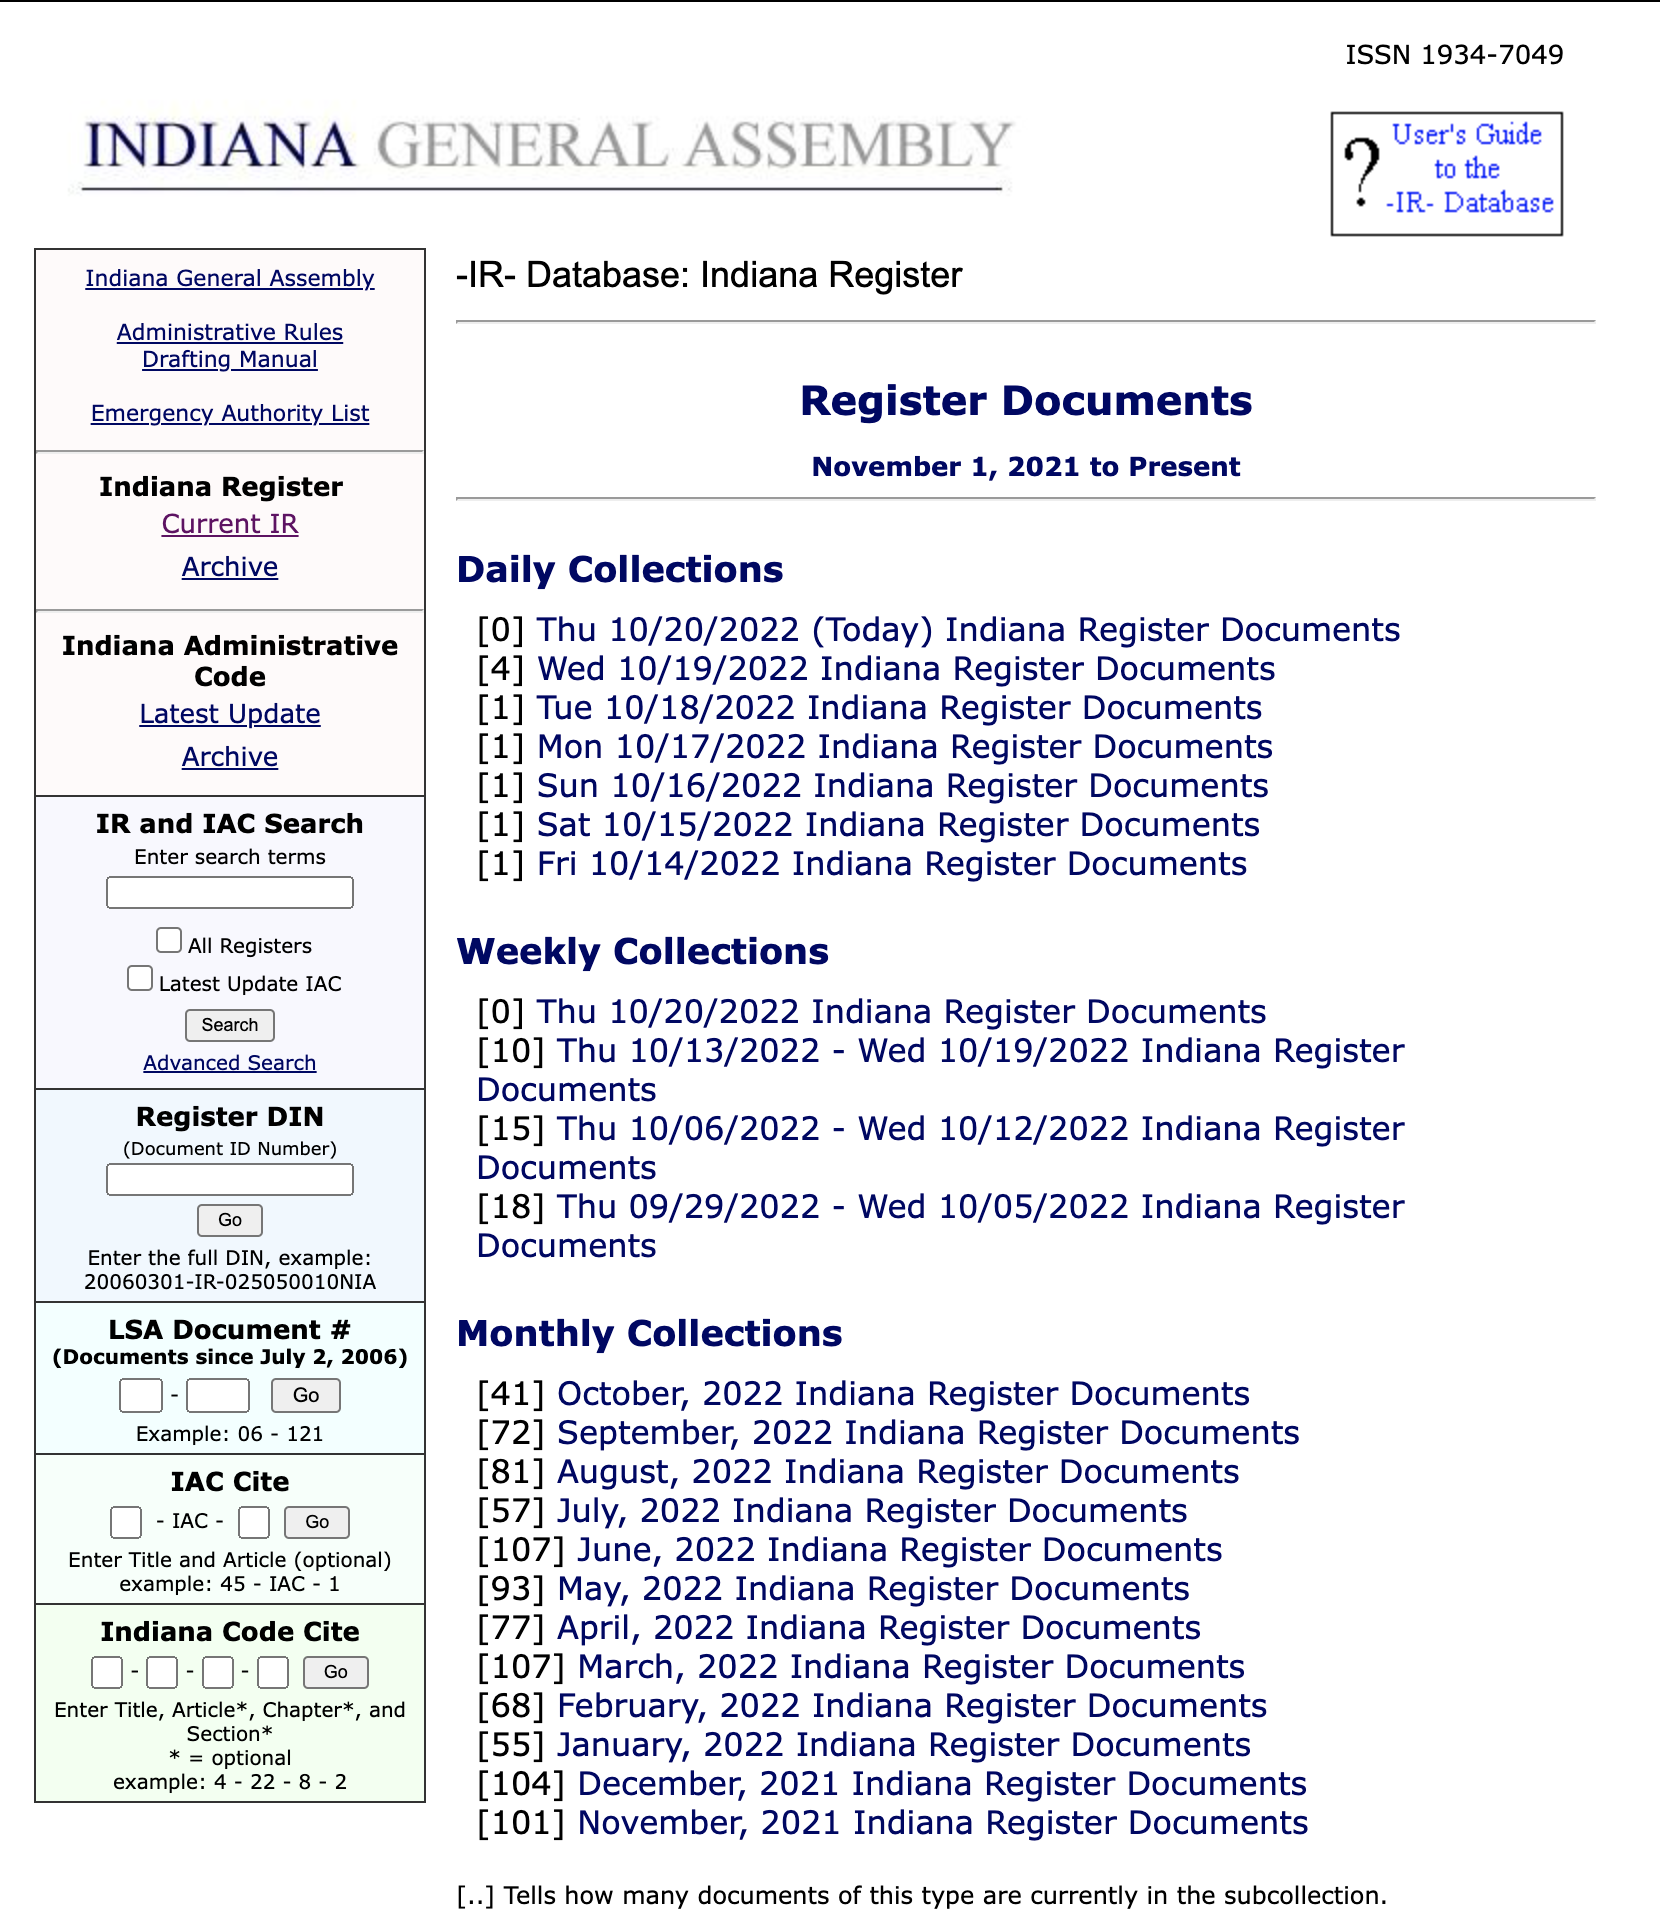 ISSN 1934-7049
INDIANA GENERAL ASSEMBLY
? User's Guide
to the
-IR- Database
Indiana General Assembly
Administrative Rules
Drafting Manual
Emergency Authority List
Indiana Register
Current IR
Archive
Indiana Administrative
Code
Latest Update
Archive
IR and IAC Search
Enter search terms
All Registers
Latest Update IAC
Search
Advanced Search
Register DIN
(Document ID Number)
Go
Enter the full DIN, example:
20060301-IR-025050010NIA
LSA Document #
(Documents since July 2, 2006)
- Go
Example: 06 - 121
IAC Cite
- IAC - Go
Enter Title and Article (optional)
example: 45 - IAC - 1
Indiana Code Cite
- - - Go
Enter Title, Article*, Chapter*, and
Section*
* = optional
example: 4 - 22 - 8 - 2
-IR- Database: Indiana Register
Register Documents
November 1, 2021 to Present
Daily Collections
[0] Thu 10/20/2022 (Today) Indiana Register Documents
[4] Wed 10/19/2022 Indiana Register Documents
[1] Tue 10/18/2022 Indiana Register Documents
[1] Mon 10/17/2022 Indiana Register Documents
[1] Sun 10/16/2022 Indiana Register Documents
[1] Sat 10/15/2022 Indiana Register Documents
[1] Fri 10/14/2022 Indiana Register Documents
Weekly Collections
[0] Thu 10/20/2022 Indiana Register Documents
[10] Thu 10/13/2022 - Wed 10/19/2022 Indiana Register
Documents
[15] Thu 10/06/2022 - Wed 10/12/2022 Indiana Register
Documents
[18] Thu 09/29/2022 - Wed 10/05/2022 Indiana Register
Documents
Monthly Collections
[41] October, 2022 Indiana Register Documents
[72] September, 2022 Indiana Register Documents
[81] August, 2022 Indiana Register Documents
[57] July, 2022 Indiana Register Documents
[107] June, 2022 Indiana Register Documents
[93] May, 2022 Indiana Register Documents
[77] April, 2022 Indiana Register Documents
[107] March, 2022 Indiana Register Documents
[68] February, 2022 Indiana Register Documents
[55] January, 2022 Indiana Register Documents
[104] December, 2021 Indiana Register Documents
[101] November, 2021 Indiana Register Documents
[..] Tells how many documents of this type are currently in the subcollection.